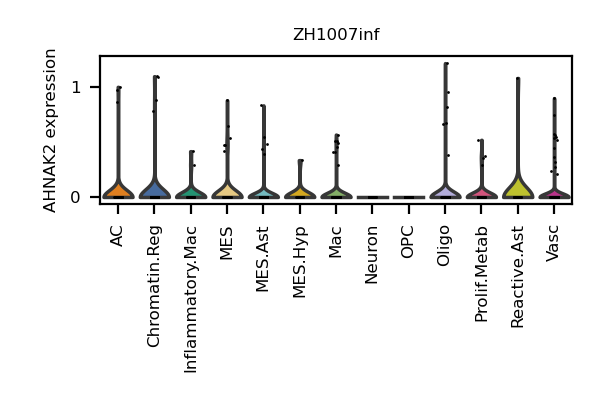 ZH1007inf
AHNAK2 expression
1
0
AC
Chromatin.Reg
Inflammatory.Mac
MES
MES.Ast
MES.Hyp
Mac
Neuron
OPC
Oligo
Prolif.Metab
Reactive.Ast
Vasc